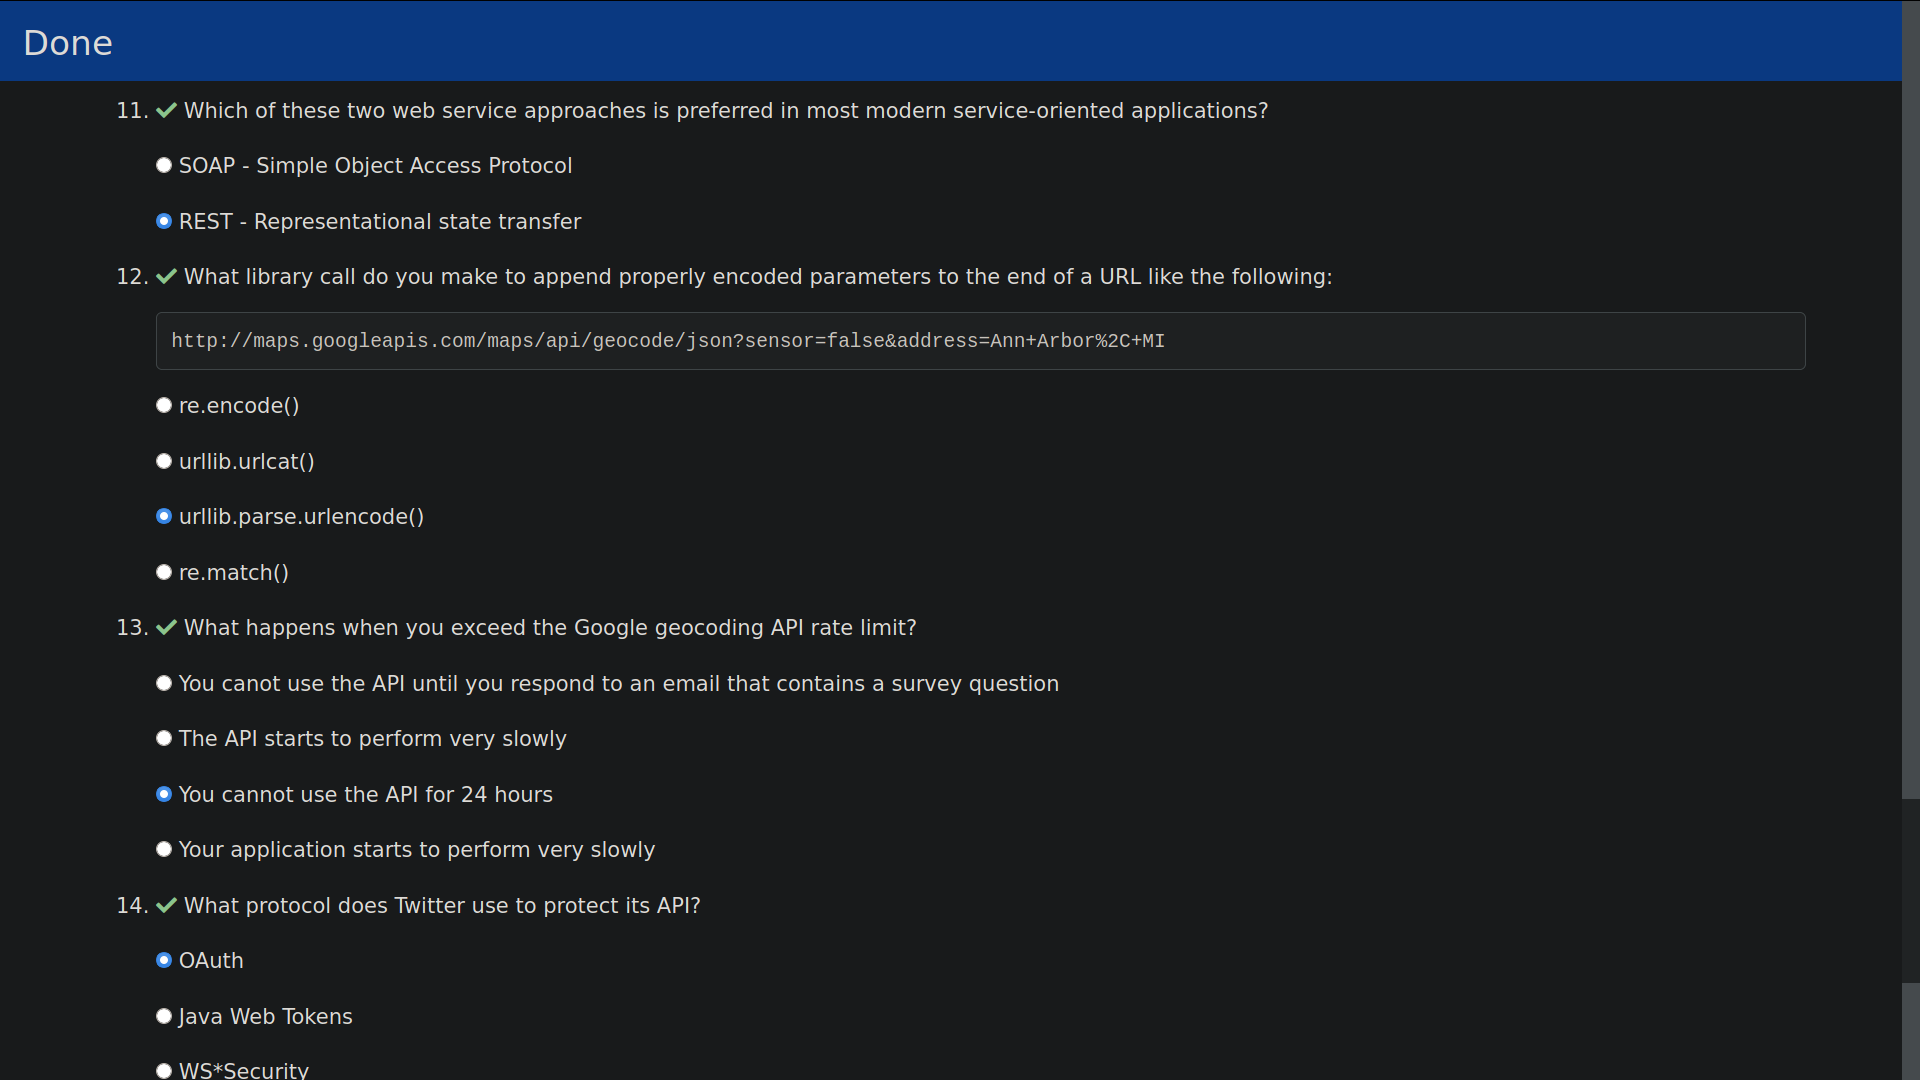 Done
11. Which of these two web service approaches is preferred in most modern service-oriented applications?
SOAP - Simple Object Access Protocol
REST - Representational state transfer
12. What library call do you make to append properly encoded parameters to the end of a URL like the following:
http://maps.googleapis.com/maps/api/geocode/json?sensor=false&address=Ann+Arbor%2C+MI
re.encode()
urllib.urlcat()
urllib.parse.urlencode()
re.match()
13. What happens when you exceed the Google geocoding API rate limit?
You canot use the API until you respond to an email that contains a survey question
The API starts to perform very slowly
You cannot use the API for 24 hours
Your application starts to perform very slowly
14. What protocol does Twitter use to protect its API?
OAuth
Java Web Tokens
WS*Security